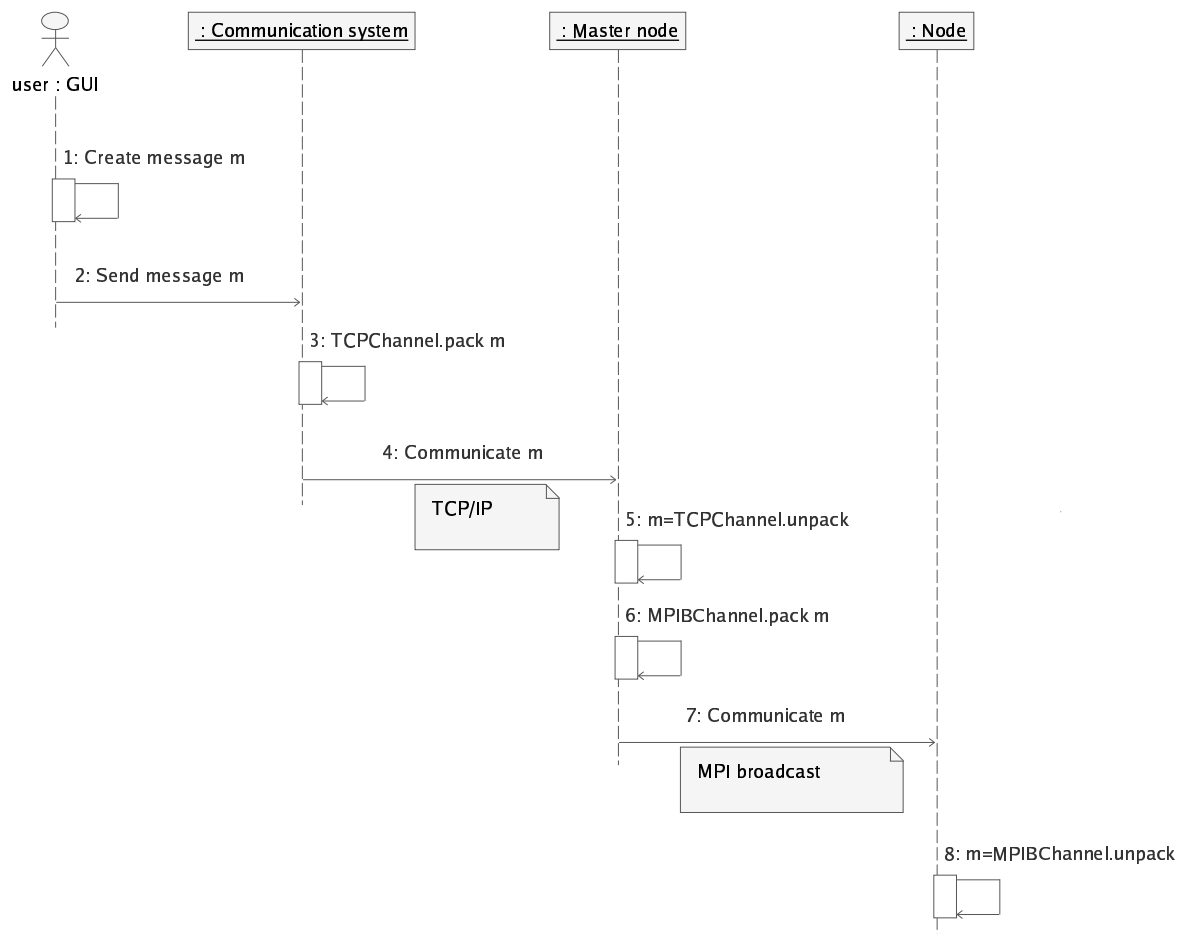 : Communication system
: Master node
: Node
user : GUI
1: Create message m
2: Send message m
3: TCPChannel.pack m
4: Communicate m
TCP/IP
5: m=TCPChannel.unpack
6: MPIBChannel.pack m
7: Communicate m
MPI broadcast
8: m=MPIBChannel.unpack